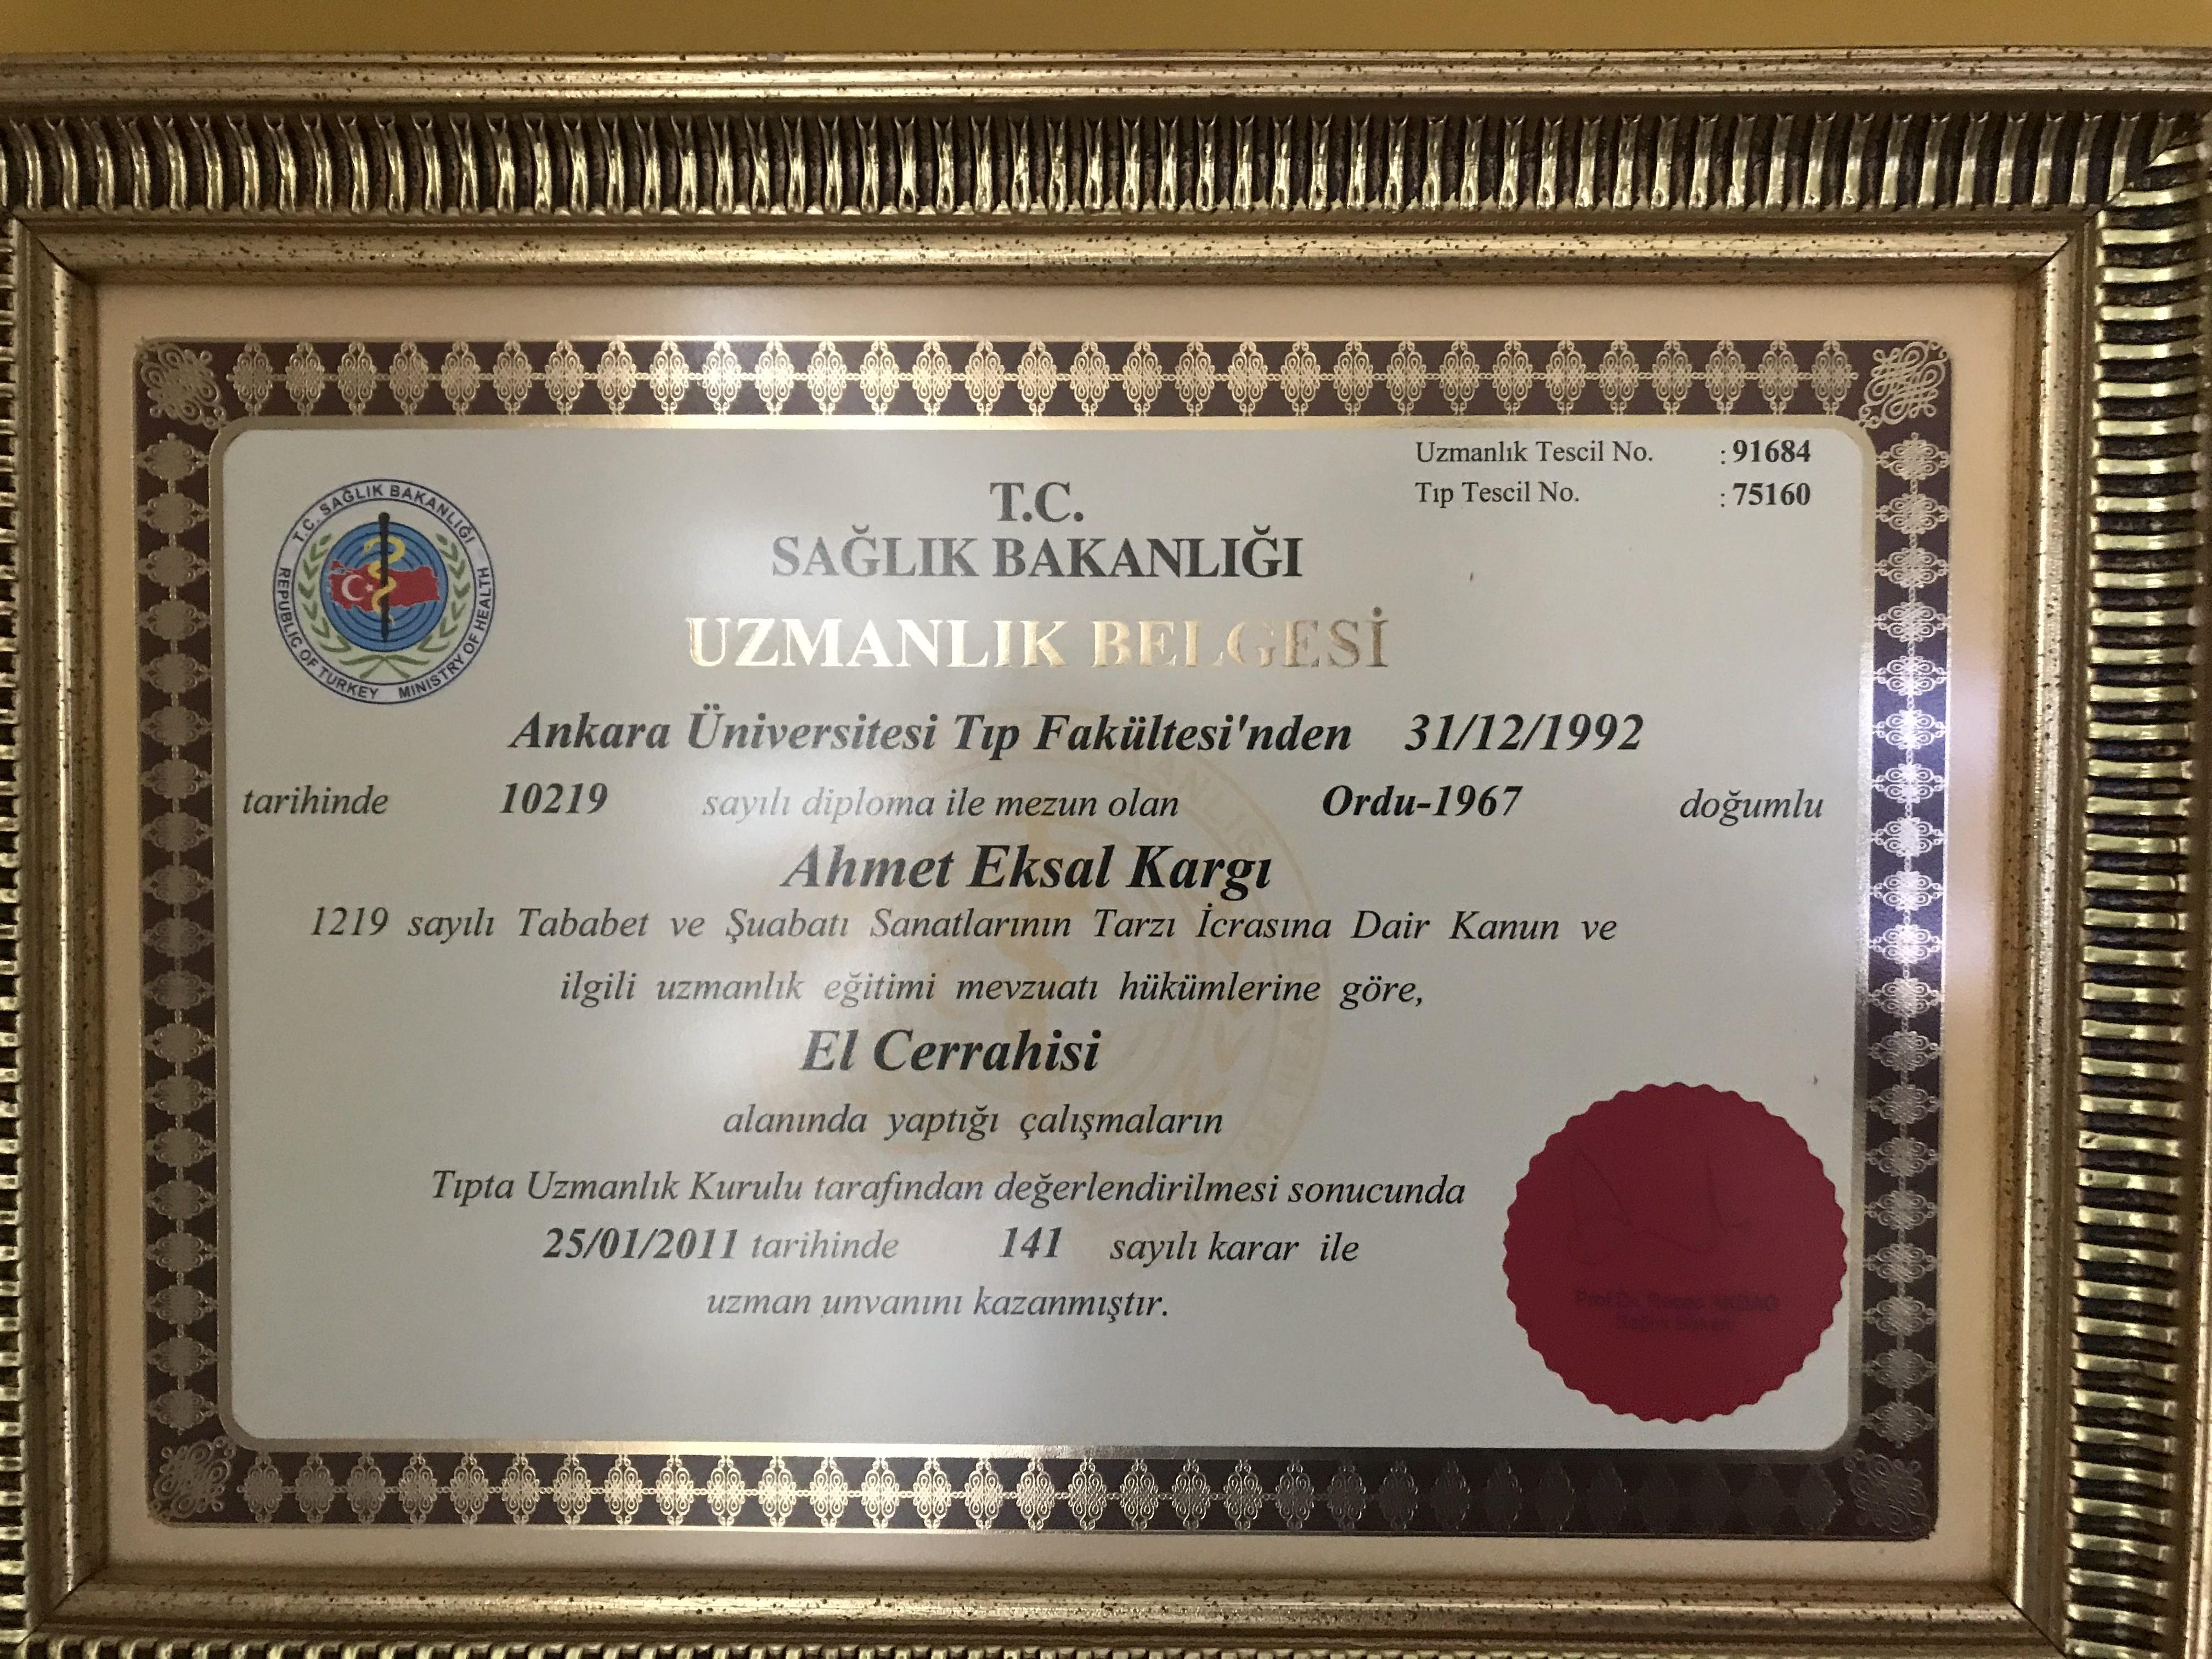 Uzmanlık Tescil No. : 91684
Tıp Tescil No. : 75160
T.C. SAĞLIK BAKANLIĞI
REPUBLIC OF TURKEY MINISTRY OF HEALTH
T.C.
SAĞLIK BAKANLIĞI
UZMANLIK BELGESİ
Ankara Üniversitesi Tıp Fakültesi'nden 31/12/1992
tarihinde 10219 sayılı diploma ile mezun olan Ordu-1967 doğumlu
Ahmet Eksal Kargı
1219 sayılı Tababet ve Şuabatı Sanatlarının Tarzı İcrasına Dair Kanun ve
ilgili uzmanlık eğitimi mevzuatı hükümlerine göre,
El Cerrahisi
alanında yaptığı çalışmaların
Tıpta Uzmanlık Kurulu tarafından değerlendirilmesi sonucunda
25/01/2011 tarihinde 141 sayılı karar ile
uzman unvanını kazanmıştır.
Prof.Dr. Recep AKDAĞ